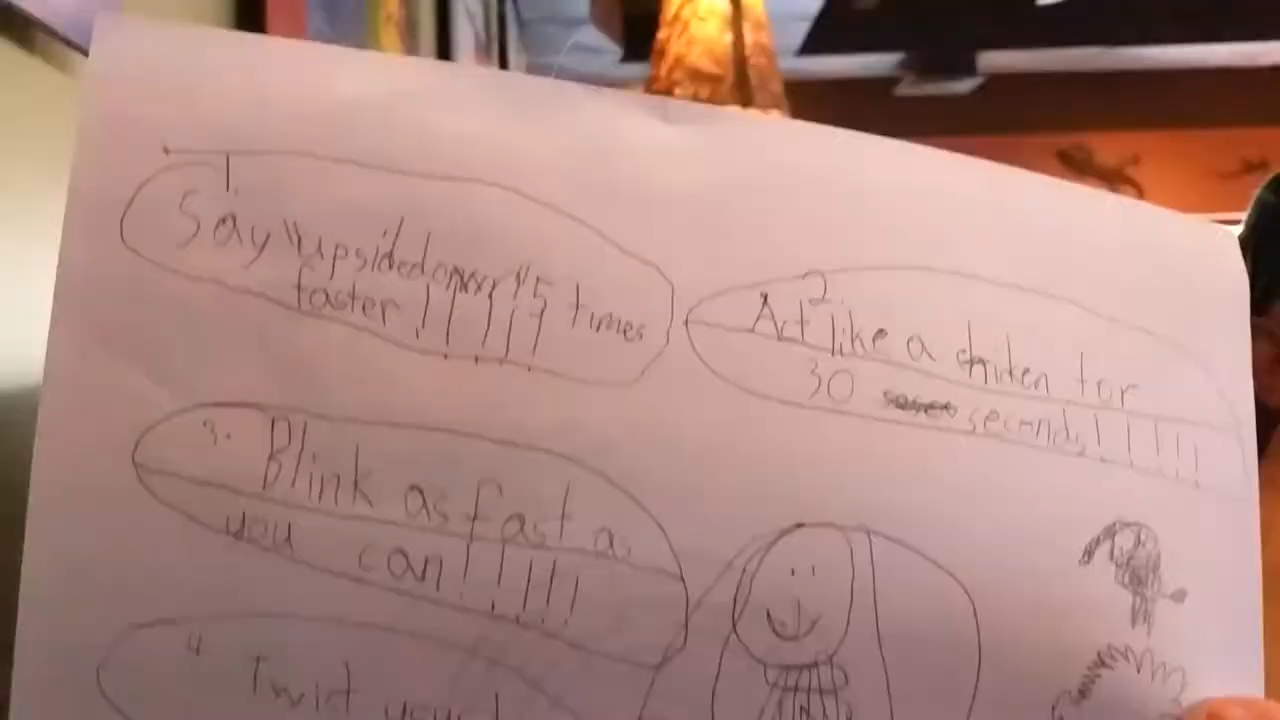 1
Say "upsidedown" 5 times
faster!!!!!
2
Act like a chiken for
30 seconds!!!!!
3.
Blink as fast as
you can!!!!!
4
Twist your